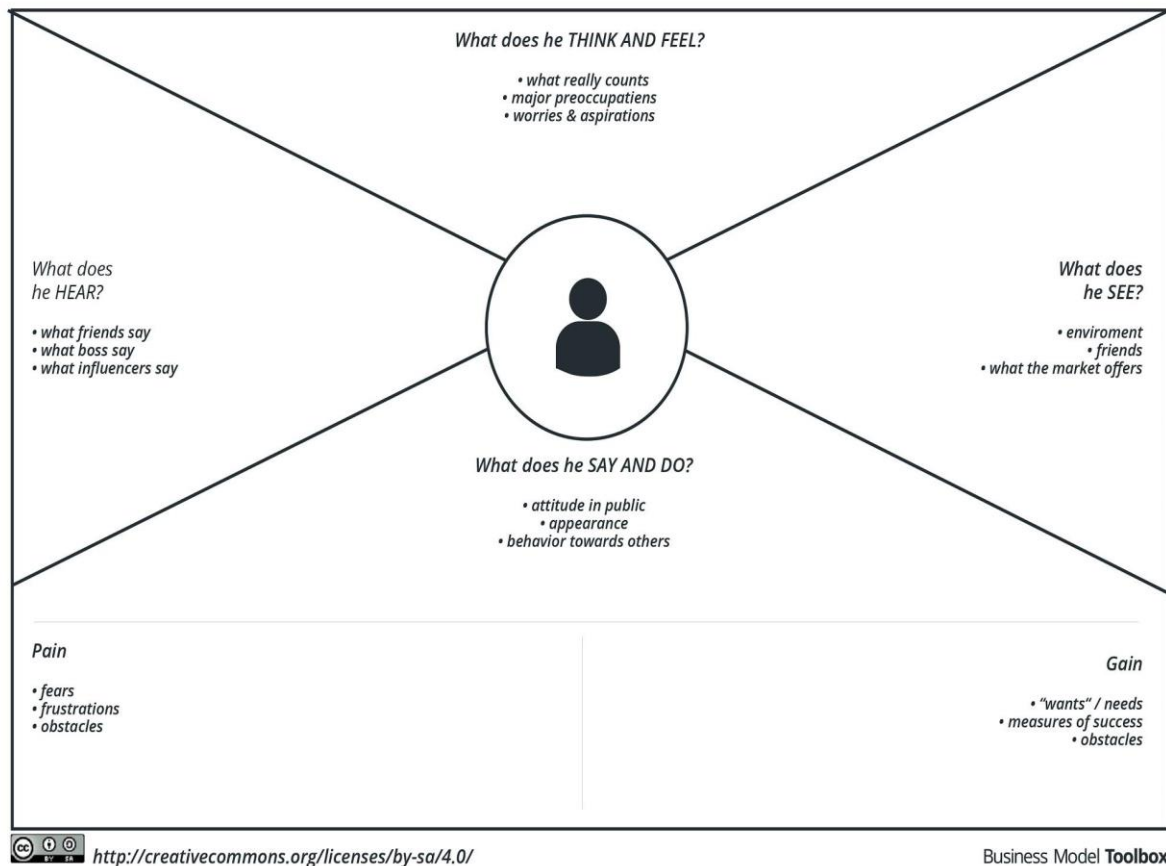 What does he THINK AND FEEL?
• what really counts
• major preoccupatiens
• worries & aspirations
What does
he HEAR?
• what friends say
• what boss say
• what influencers say
What does
he SEE?
• enviroment
• friends
• what the market offers
What does he SAY AND DO?
• attitude in public
• appearance
• behavior towards others
Pain
• fears
• frustrations
• obstacles
Gain
• “wants” / needs
• measures of success
• obstacles
cc
BY SA
http://creativecommons.org/licenses/by-sa/4.0/
Business Model Toolbox